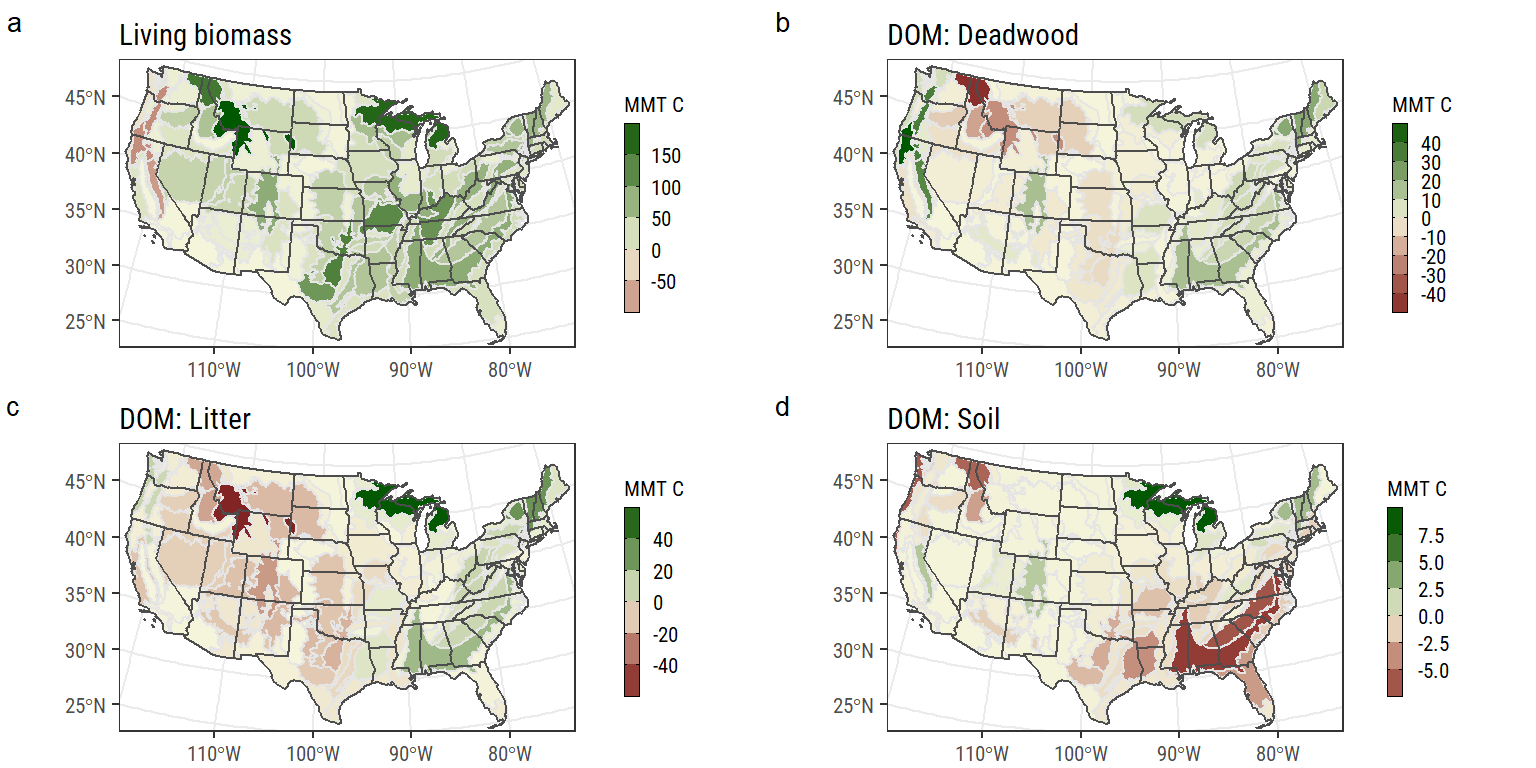 a
Living biomass
45°N
40°N
35°N
30°N
25°N
110°W 100°W 90°W 80°W
MMT C
150
100
50
0
-50
b
DOM: Deadwood
45°N
40°N
35°N
30°N
25°N
110°W 100°W 90°W 80°W
MMT C
40
30
20
10
0
-10
-20
-30
-40
c
DOM: Litter
45°N
40°N
35°N
30°N
25°N
110°W 100°W 90°W 80°W
MMT C
40
20
0
-20
-40
d
DOM: Soil
45°N
40°N
35°N
30°N
25°N
110°W 100°W 90°W 80°W
MMT C
7.5
5.0
2.5
0.0
-2.5
-5.0